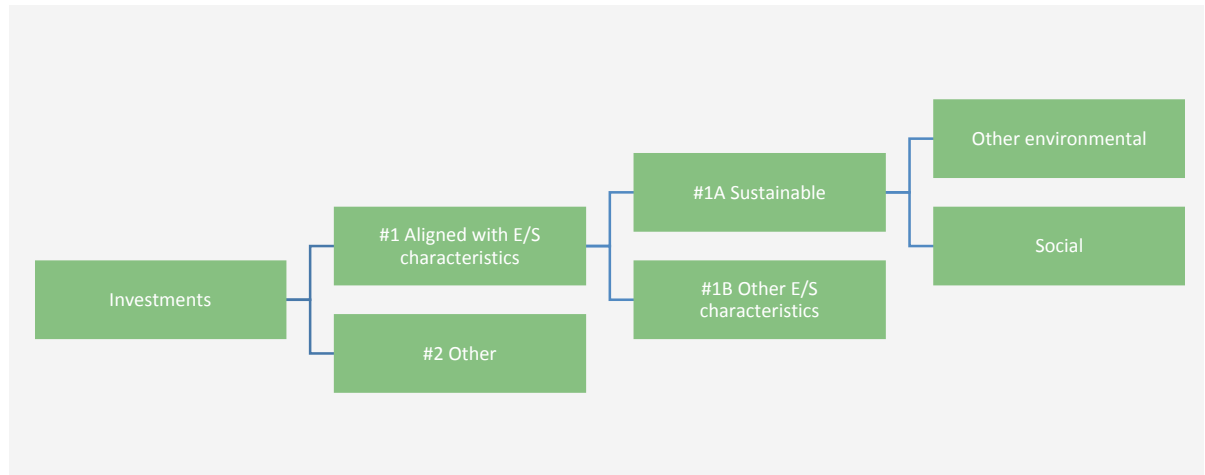 Investments
#1 Aligned with E/S
characteristics
#2 Other
#1A Sustainable
#1B Other E/S
characteristics
Other environmental
Social